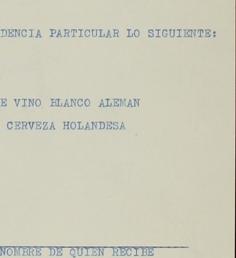 DENCIA PARTICULAR LO SIGUIENTE:
E VINO BLANCO ALEMAN
CERVEZA HOLANDESA
NOMBRE DE QUIEN RECIBE